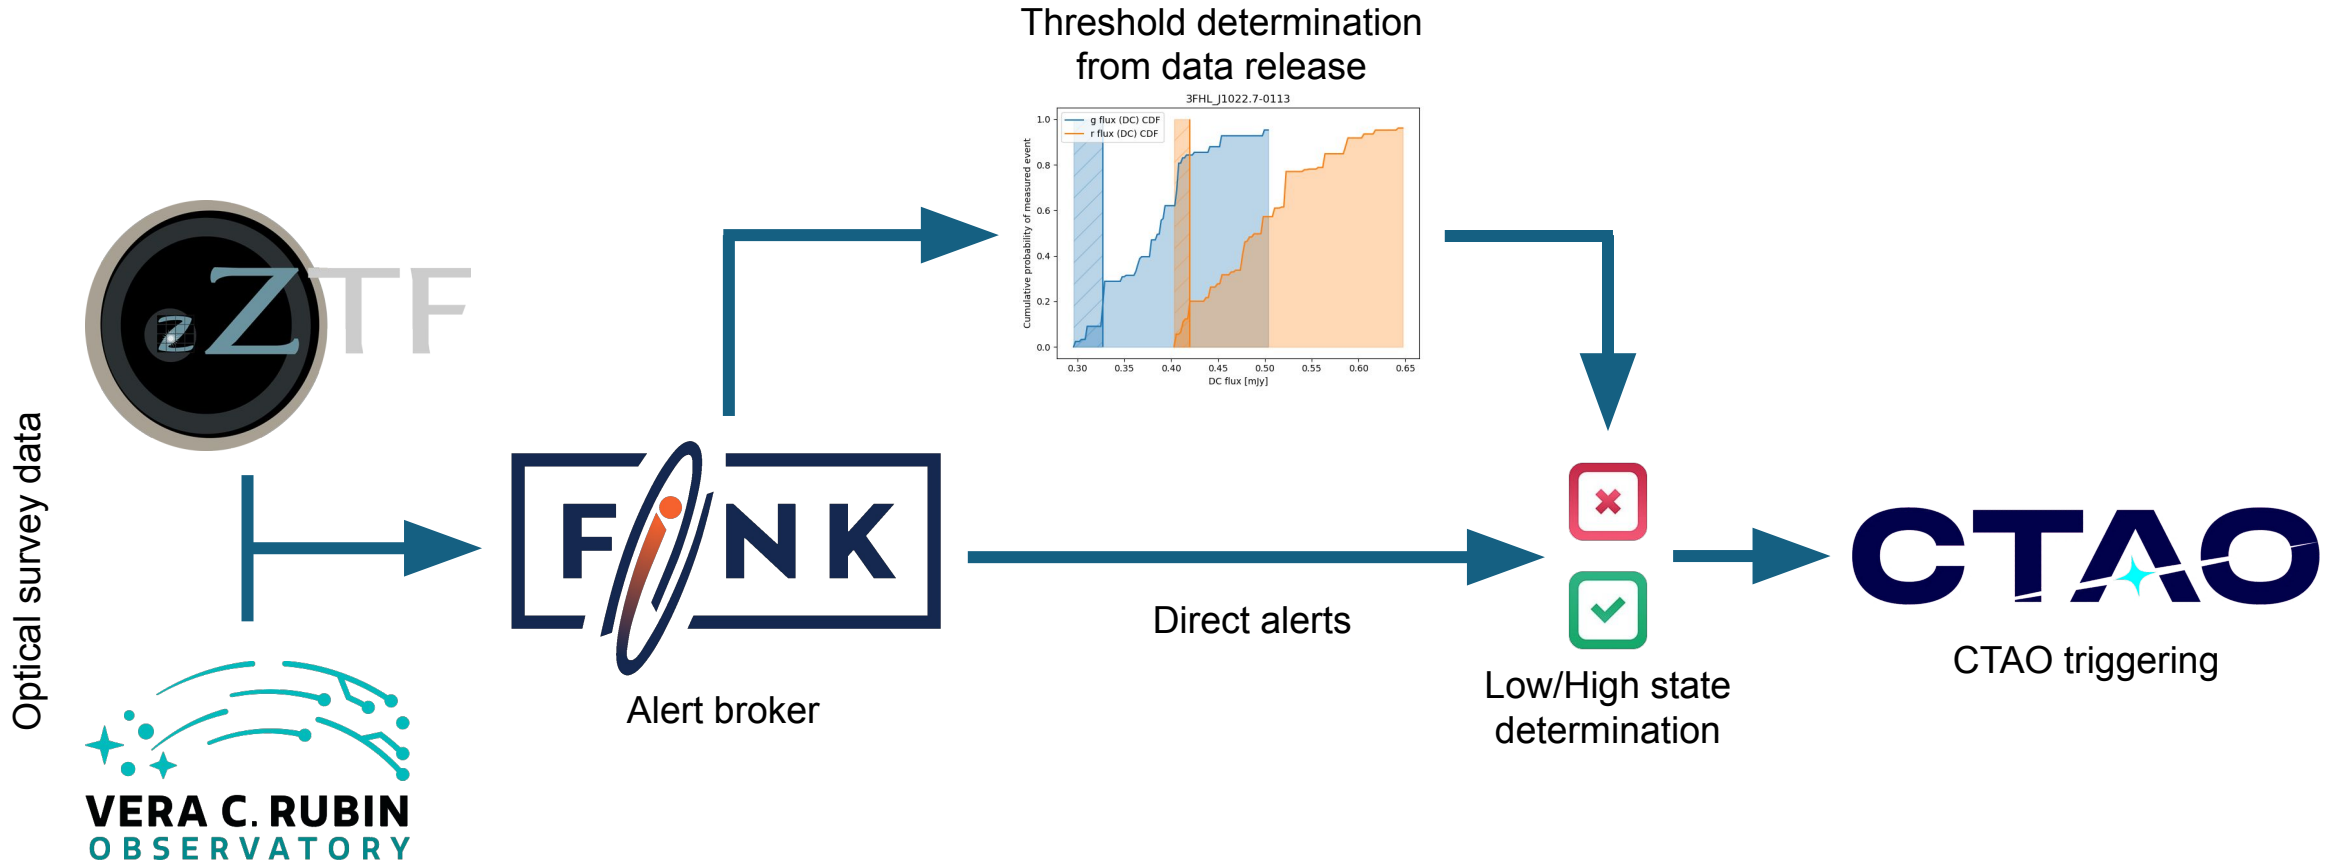 Threshold determination
from data release
3FHL_J1022.7-0113
g flux (DC) CDF
r flux (DC) CDF
Cumulative probability of measured event
1.0
0.8
0.6
0.4
0.2
0.0
0.30 0.35 0.40 0.45 0.50 0.55 0.60 0.65
DC flux [mJy]
z ZTF
Optical survey data
VERA C. RUBIN
OBSERVATORY
FINK
Alert broker
Direct alerts
Low/High state
determination
CTAO
CTAO triggering